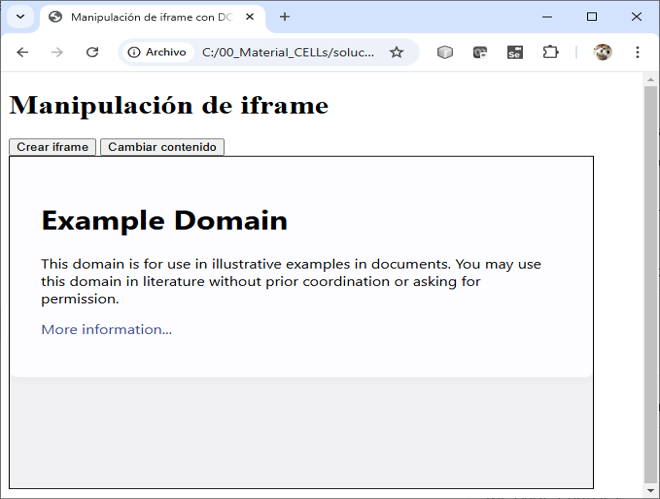 Manipulación de iframe con DO
Archivo C:/00_Material_CELLs/soluc...
Se
Manipulación de iframe
Crear iframe Cambiar contenido
Example Domain
This domain is for use in illustrative examples in documents. You may use
this domain in literature without prior coordination or asking for
permission.
More information...